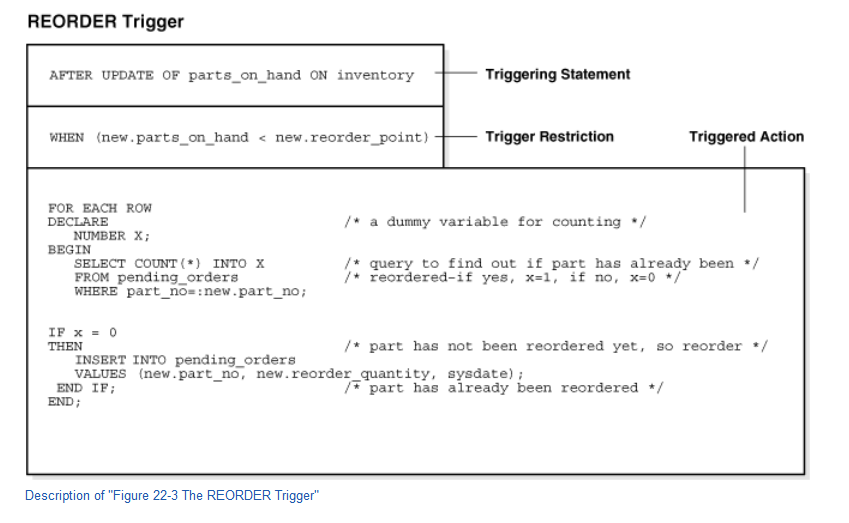 REORDER Trigger
AFTER UPDATE OF parts_on_hand ON inventory
Triggering Statement
WHEN (new.parts_on_hand < new.reorder_point)
Trigger Restriction
Triggered Action
FOR EACH ROW
DECLARE /* a dummy variable for counting */
NUMBER X;
BEGIN
SELECT COUNT(*) INTO X /* query to find out if part has already been */
FROM pending_orders /* reordered-if yes, x=1, if no, x=0 */
WHERE part_no=:new.part_no;
IF x = 0
THEN /* part has not been reordered yet, so reorder */
INSERT INTO pending_orders
VALUES (new.part_no, new.reorder_quantity, sysdate);
END IF; /* part has already been reordered */
END;
Description of "Figure 22-3 The REORDER Trigger"